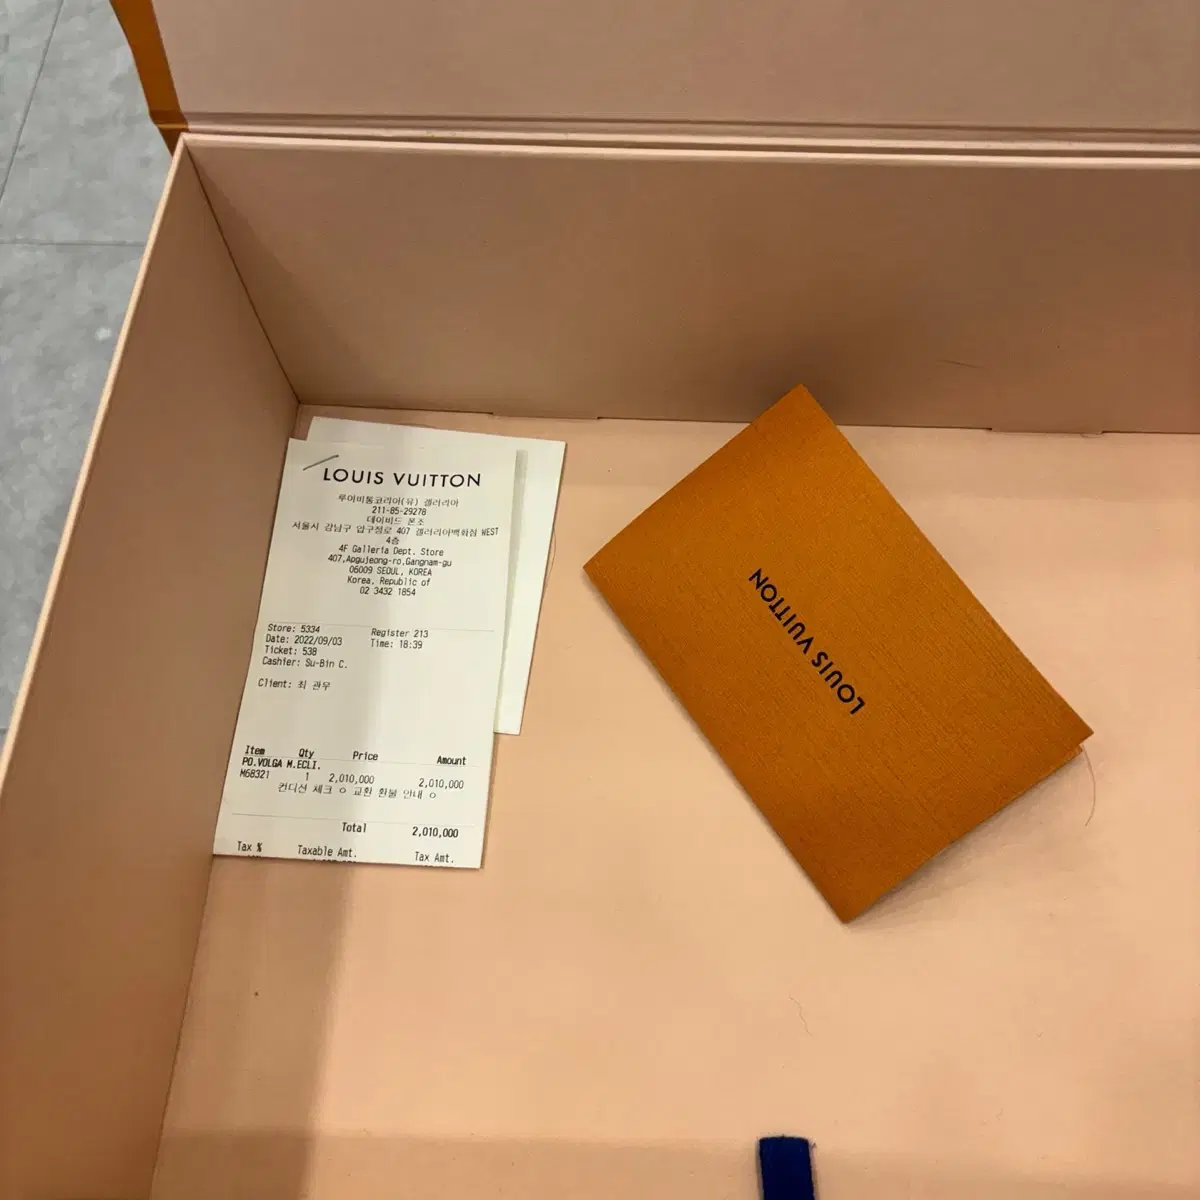 LOUIS VUITTON
루이비통코리아(유) 갤러리아
211-85-29278
데이비드 폰조
서울시 강남구 압구정로 407 갤러리아백화점 WEST
4층
4F Galleria Dept. Store
407,Apgujeong-ro,Gangnam-gu
06009 SEOUL, KOREA
Korea, Republic of
02 3432 1854
Store: 5334 Register 213
Date: 2022/09/03 Time: 18:39
Ticket: 538
Cashier: Su-Bin C.
Client: 최 관우
Item Qty Price Amount
PO.VOLGA M.ECLI.
M68321 1 2,010,000 2,010,000
컨디션 체크 ㅇ 교환 환불 안내 ㅇ
Total 2,010,000
Tax % Taxable Amt. Tax Amt.
LOUIS VUITTON